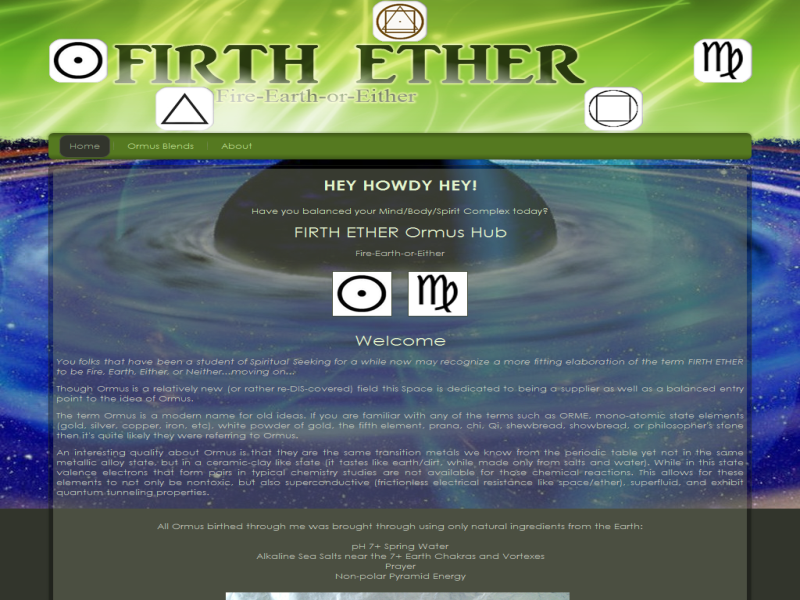 FIRTH ETHER
Fire-Earth-or-Either
Home
Ormus Blends
About
HEY HOWDY HEY!
Have you balanced your Mind/Body/Spirit Complex today?
FIRTH ETHER Ormus Hub
Fire-Earth-or-Either
Welcome
You folks that have been a student of Spiritual Seeking for a while now may recognize a more fitting elaboration of the term FIRTH ETHER
to be Fire, Earth, Either, or Neither...moving on...
Though Ormus is a relatively new (or rather re-DIS-covered) field this Space is dedicated to being a supplier as well as a balanced entry
point to the idea of Ormus.
The term Ormus is a modern name for old ideas. If you are familiar with any of the terms such as ORME, mono-atomic state elements
(gold, silver, copper, iron, etc), white powder of gold, the fifth element, prana, chi, Qi, shewbread, showbread, or philosopher's stone
then it's quite likely they were referring to Ormus.
An interesting quality about Ormus is that they are the same transition metals we know from the periodic table yet not in the same
metallic alloy state, but in a ceramic-clay like state (it tastes like earth/dirt, while made only from salts and water). While in this state
valence electrons that form pairs in typical chemistry studies are not available for those chemical reactions. This allows for these
elements to not only be nontoxic, but also superconductive (frictionless electrical resistance like space/ether), superfluid, and exhibit
quantum tunneling properties.
All Ormus birthed through me was brought through using only natural ingredients from the Earth:
pH 7+ Spring Water
Alkaline Sea Salts near the 7+ Earth Chakras and Vortexes
Prayer
Non-polar Pyramid Energy